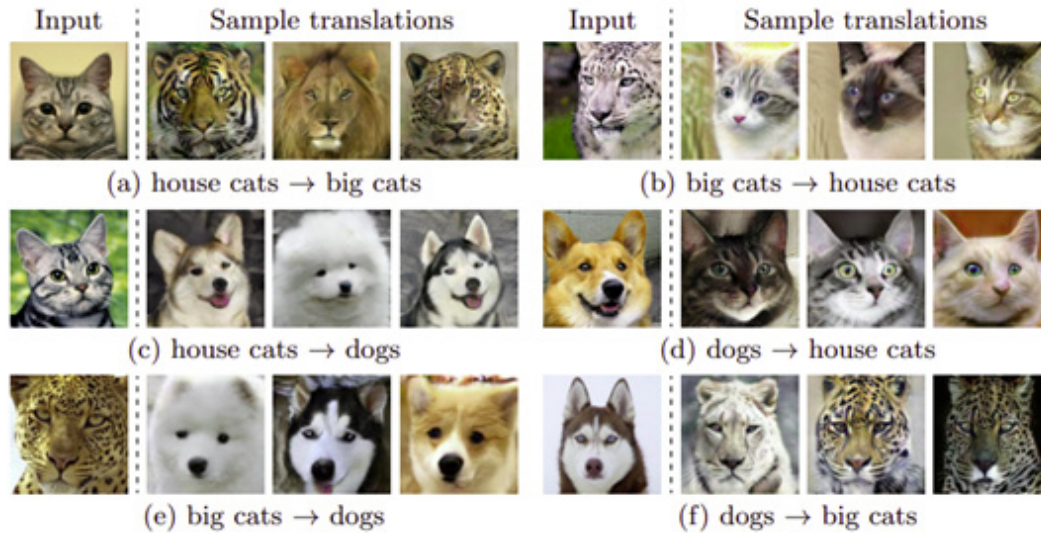 Input Sample translations Input Sample translations
(a) house cats → big cats (b) big cats → house cats
(c) house cats → dogs (d) dogs → house cats
(e) big cats → dogs (f) dogs → big cats